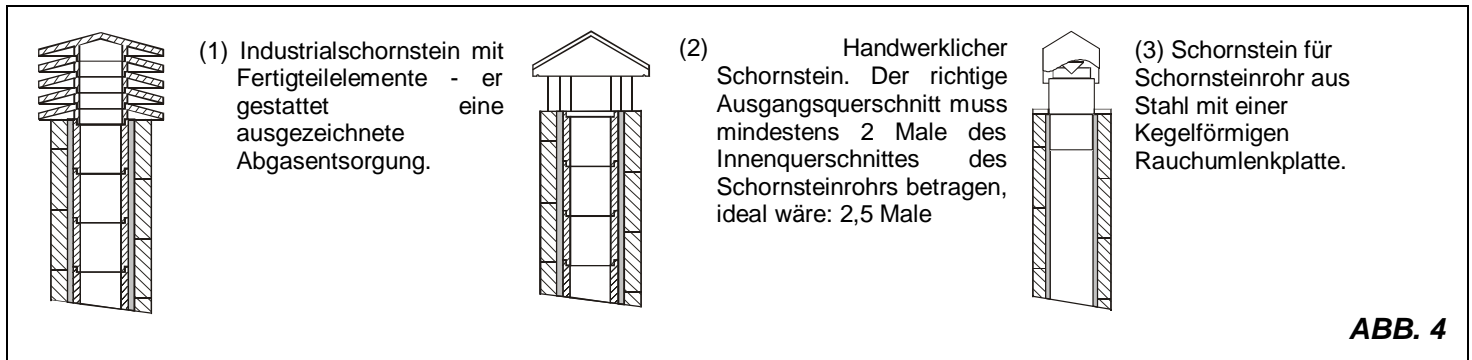 (1) Industrialschornstein mit
Fertigteilelemente - er
gestattet eine
ausgezeichnete
Abgasentsorgung.
(2) Handwerklicher
Schornstein. Der richtige
Ausgangsquerschnitt muss
mindestens 2 Male des
Innenquerschnittes des
Schornsteinrohrs betragen,
ideal wäre: 2,5 Male
(3) Schornstein für
Schornsteinrohr aus
Stahl mit einer
Kegelförmigen
Rauchumlenkplatte.
ABB. 4